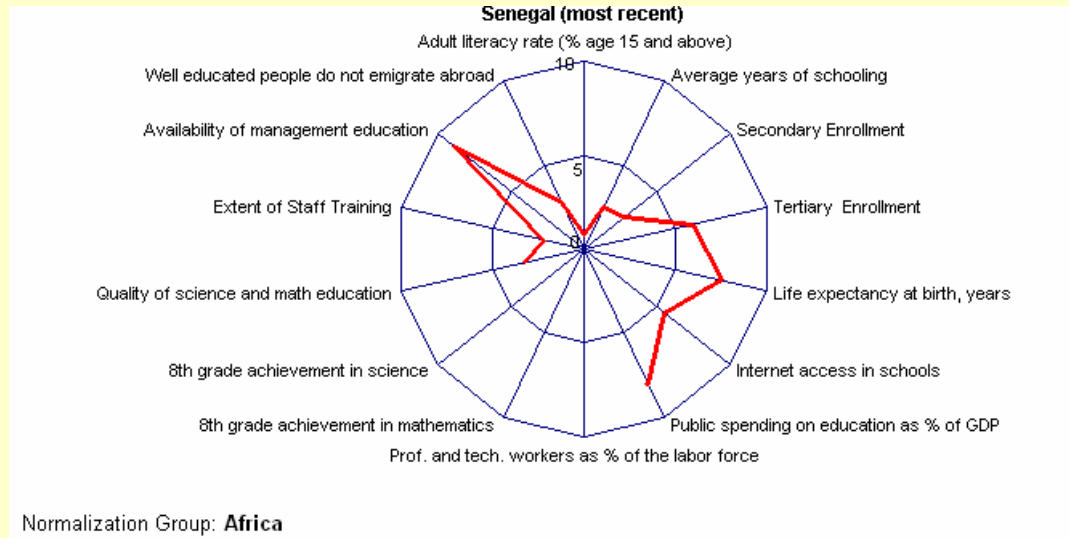 Senegal (most recent)
Adult literacy rate (% age 15 and above)
10
Well educated people do not emigrate abroad
Average years of schooling
Availability of management education
Secondary Enrollment
5
Extent of Staff Training
Tertiary Enrollment
0
Quality of science and math education
Life expectancy at birth, years
8th grade achievement in science
Internet access in schools
8th grade achievement in mathematics
Public spending on education as % of GDP
Prof. and tech. workers as % of the labor force
Normalization Group: Africa